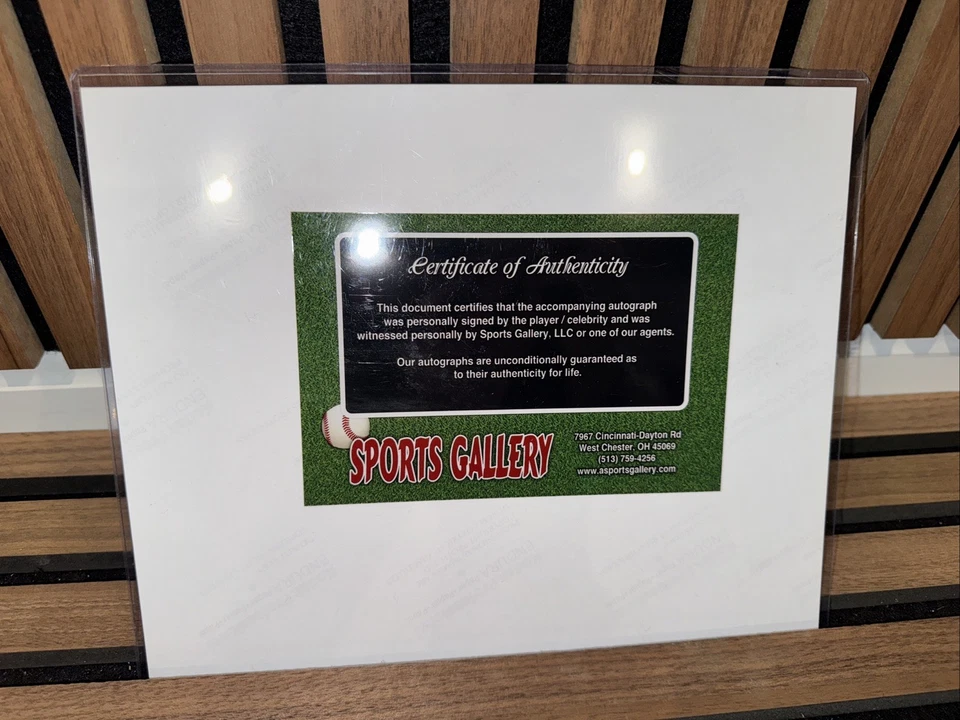 Certificate of Authenticity
This document certifies that the accompanying autograph
was personally signed by the player / celebrity and was
witnessed personally by Sports Gallery, LLC or one of our agents.
Our autographs are unconditionally guaranteed as
to their authenticity for life.
SPORTS GALLERY
7967 Cincinnati-Dayton Rd
West Chester, OH 45069
(513) 759-4256
www.asportsgallery.com